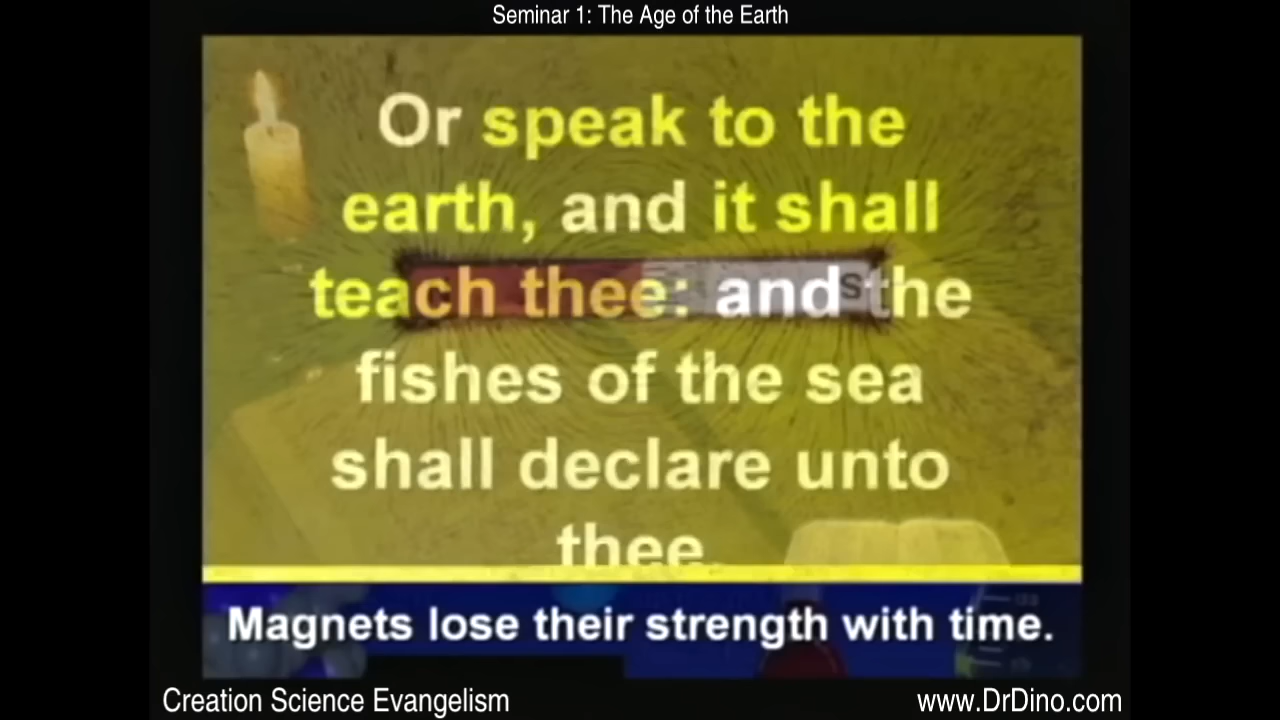 Seminar 1: The Age of the Earth
Or speak to the
earth, and it shall
teach thee: and the
fishes of the sea
shall declare unto
thee.
S
Magnets lose their strength with time.
Creation Science Evangelism
www.DrDino.com